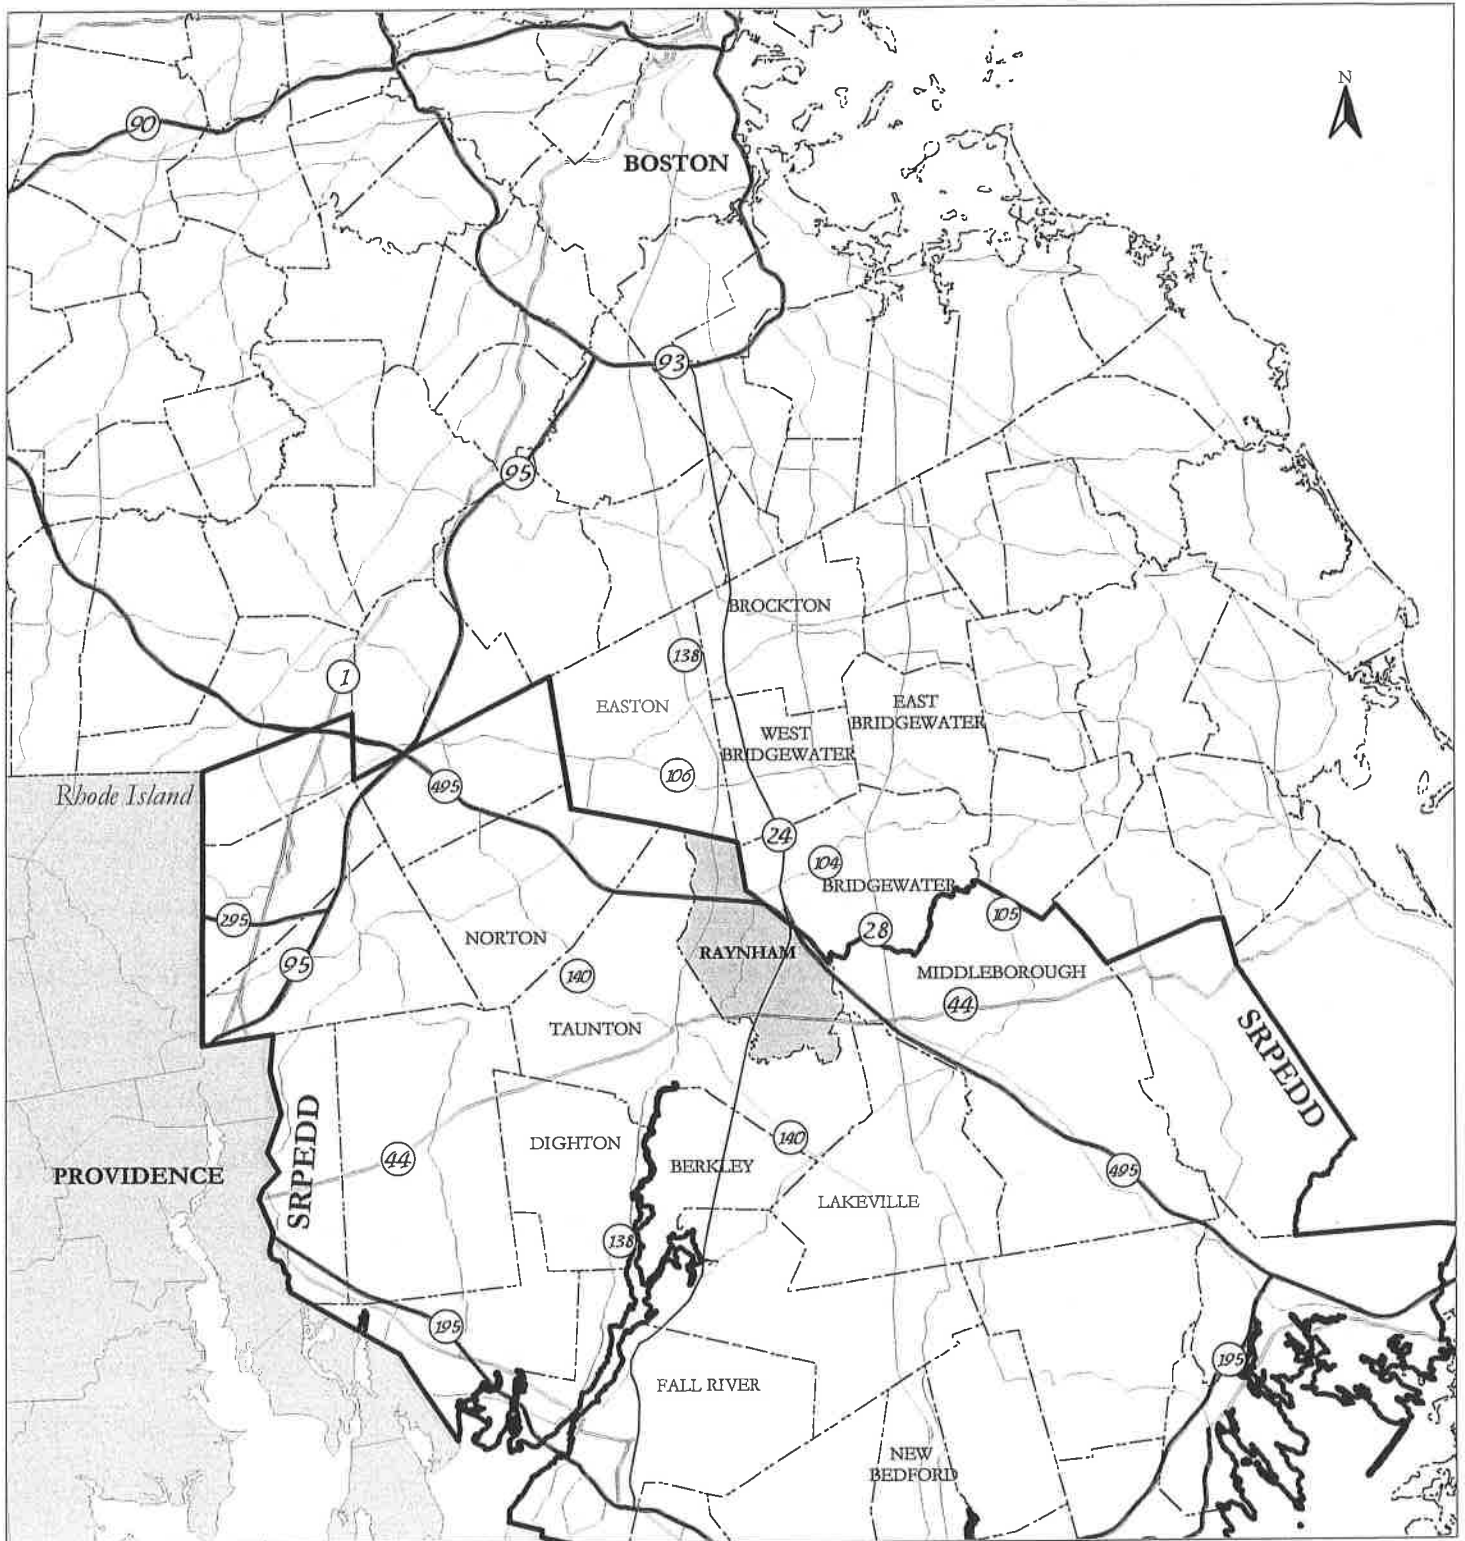 N
90
BOSTON
93
95
BROCKTON
138
1
EASTON
EAST
BRIDGEWATER
WEST
BRIDGEWATER
106
495
Rhode Island
24
104
BRIDGEWATER
105
295
28
NORTON
RAYNHAM
95
140
MIDDLEBOROUGH
44
TAUNTON
SRPEDD
SRPEDD
DIGHTON
140
44
BERKLEY
495
PROVIDENCE
LAKEVILLE
138
195
195
FALL RIVER
NEW
BEDFORD